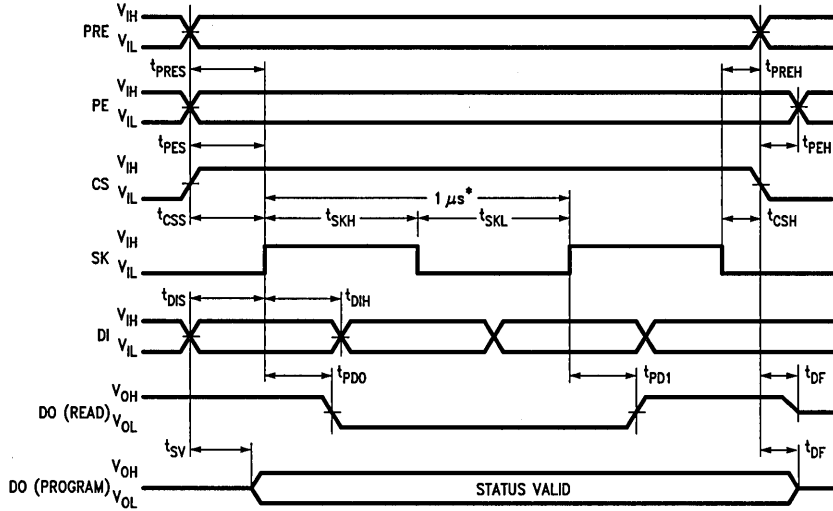 V_IH
PRE
V_IL
t_PRES t_PREH
V_IH
PE
V_IL
t_PES t_PEH
V_IH
CS
V_IL
1 μs*
t_CSS t_SKH t_SKL t_CSH
V_IH
SK
V_IL
t_DIS t_DIH
V_IH
DI
V_IL
t_PD0 t_PD1 t_DF
V_OH
DO (READ)
V_OL
t_SV t_DF
V_OH
DO (PROGRAM) STATUS VALID
V_OL